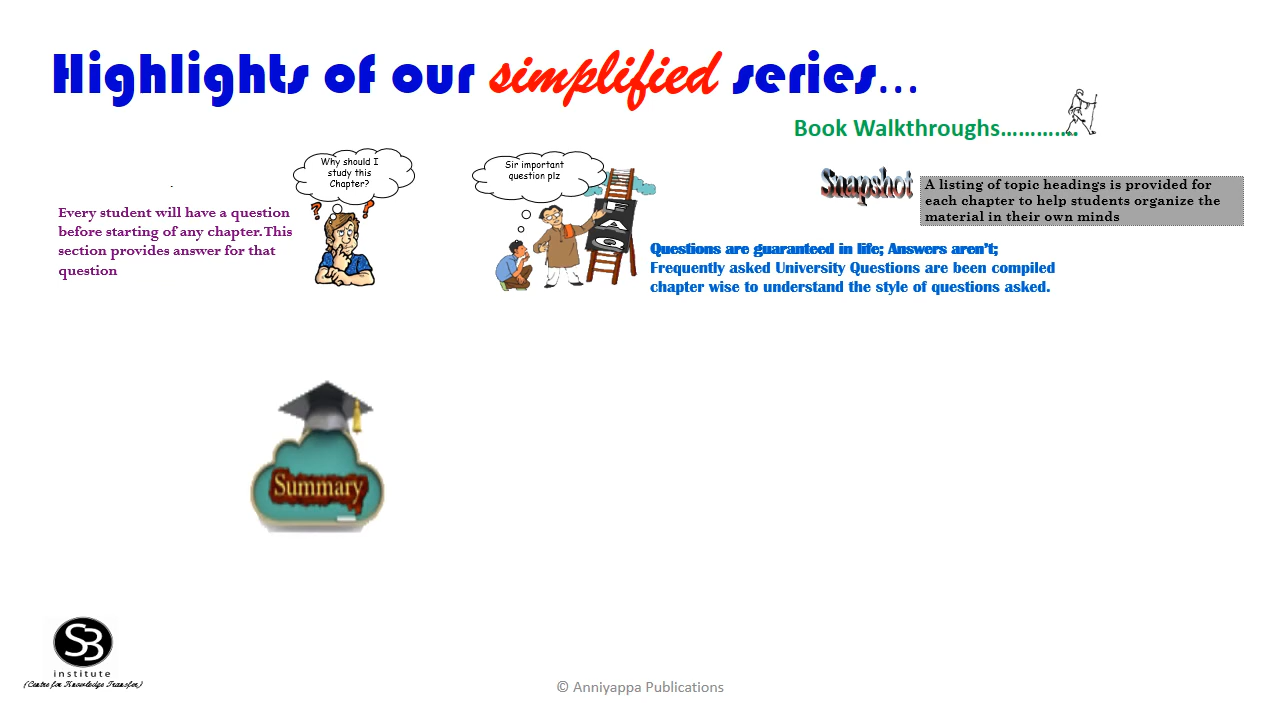 Highlights of our simplified series...
Book Walkthroughs.............
Why should I
study this
Chapter?
Sir important
question plz
Snapshot
A listing of topic headings is provided for
each chapter to help students organize the
material in their own minds
Every student will have a question
before starting of any chapter.This
section provides answer for that
question
Questions are guaranteed in life; Answers aren't;
Frequently asked University Questions are been compiled
chapter wise to understand the style of questions asked.
Summary
SB
institute
(Centre for Knowledge Transfer)
© Anniyappa Publications